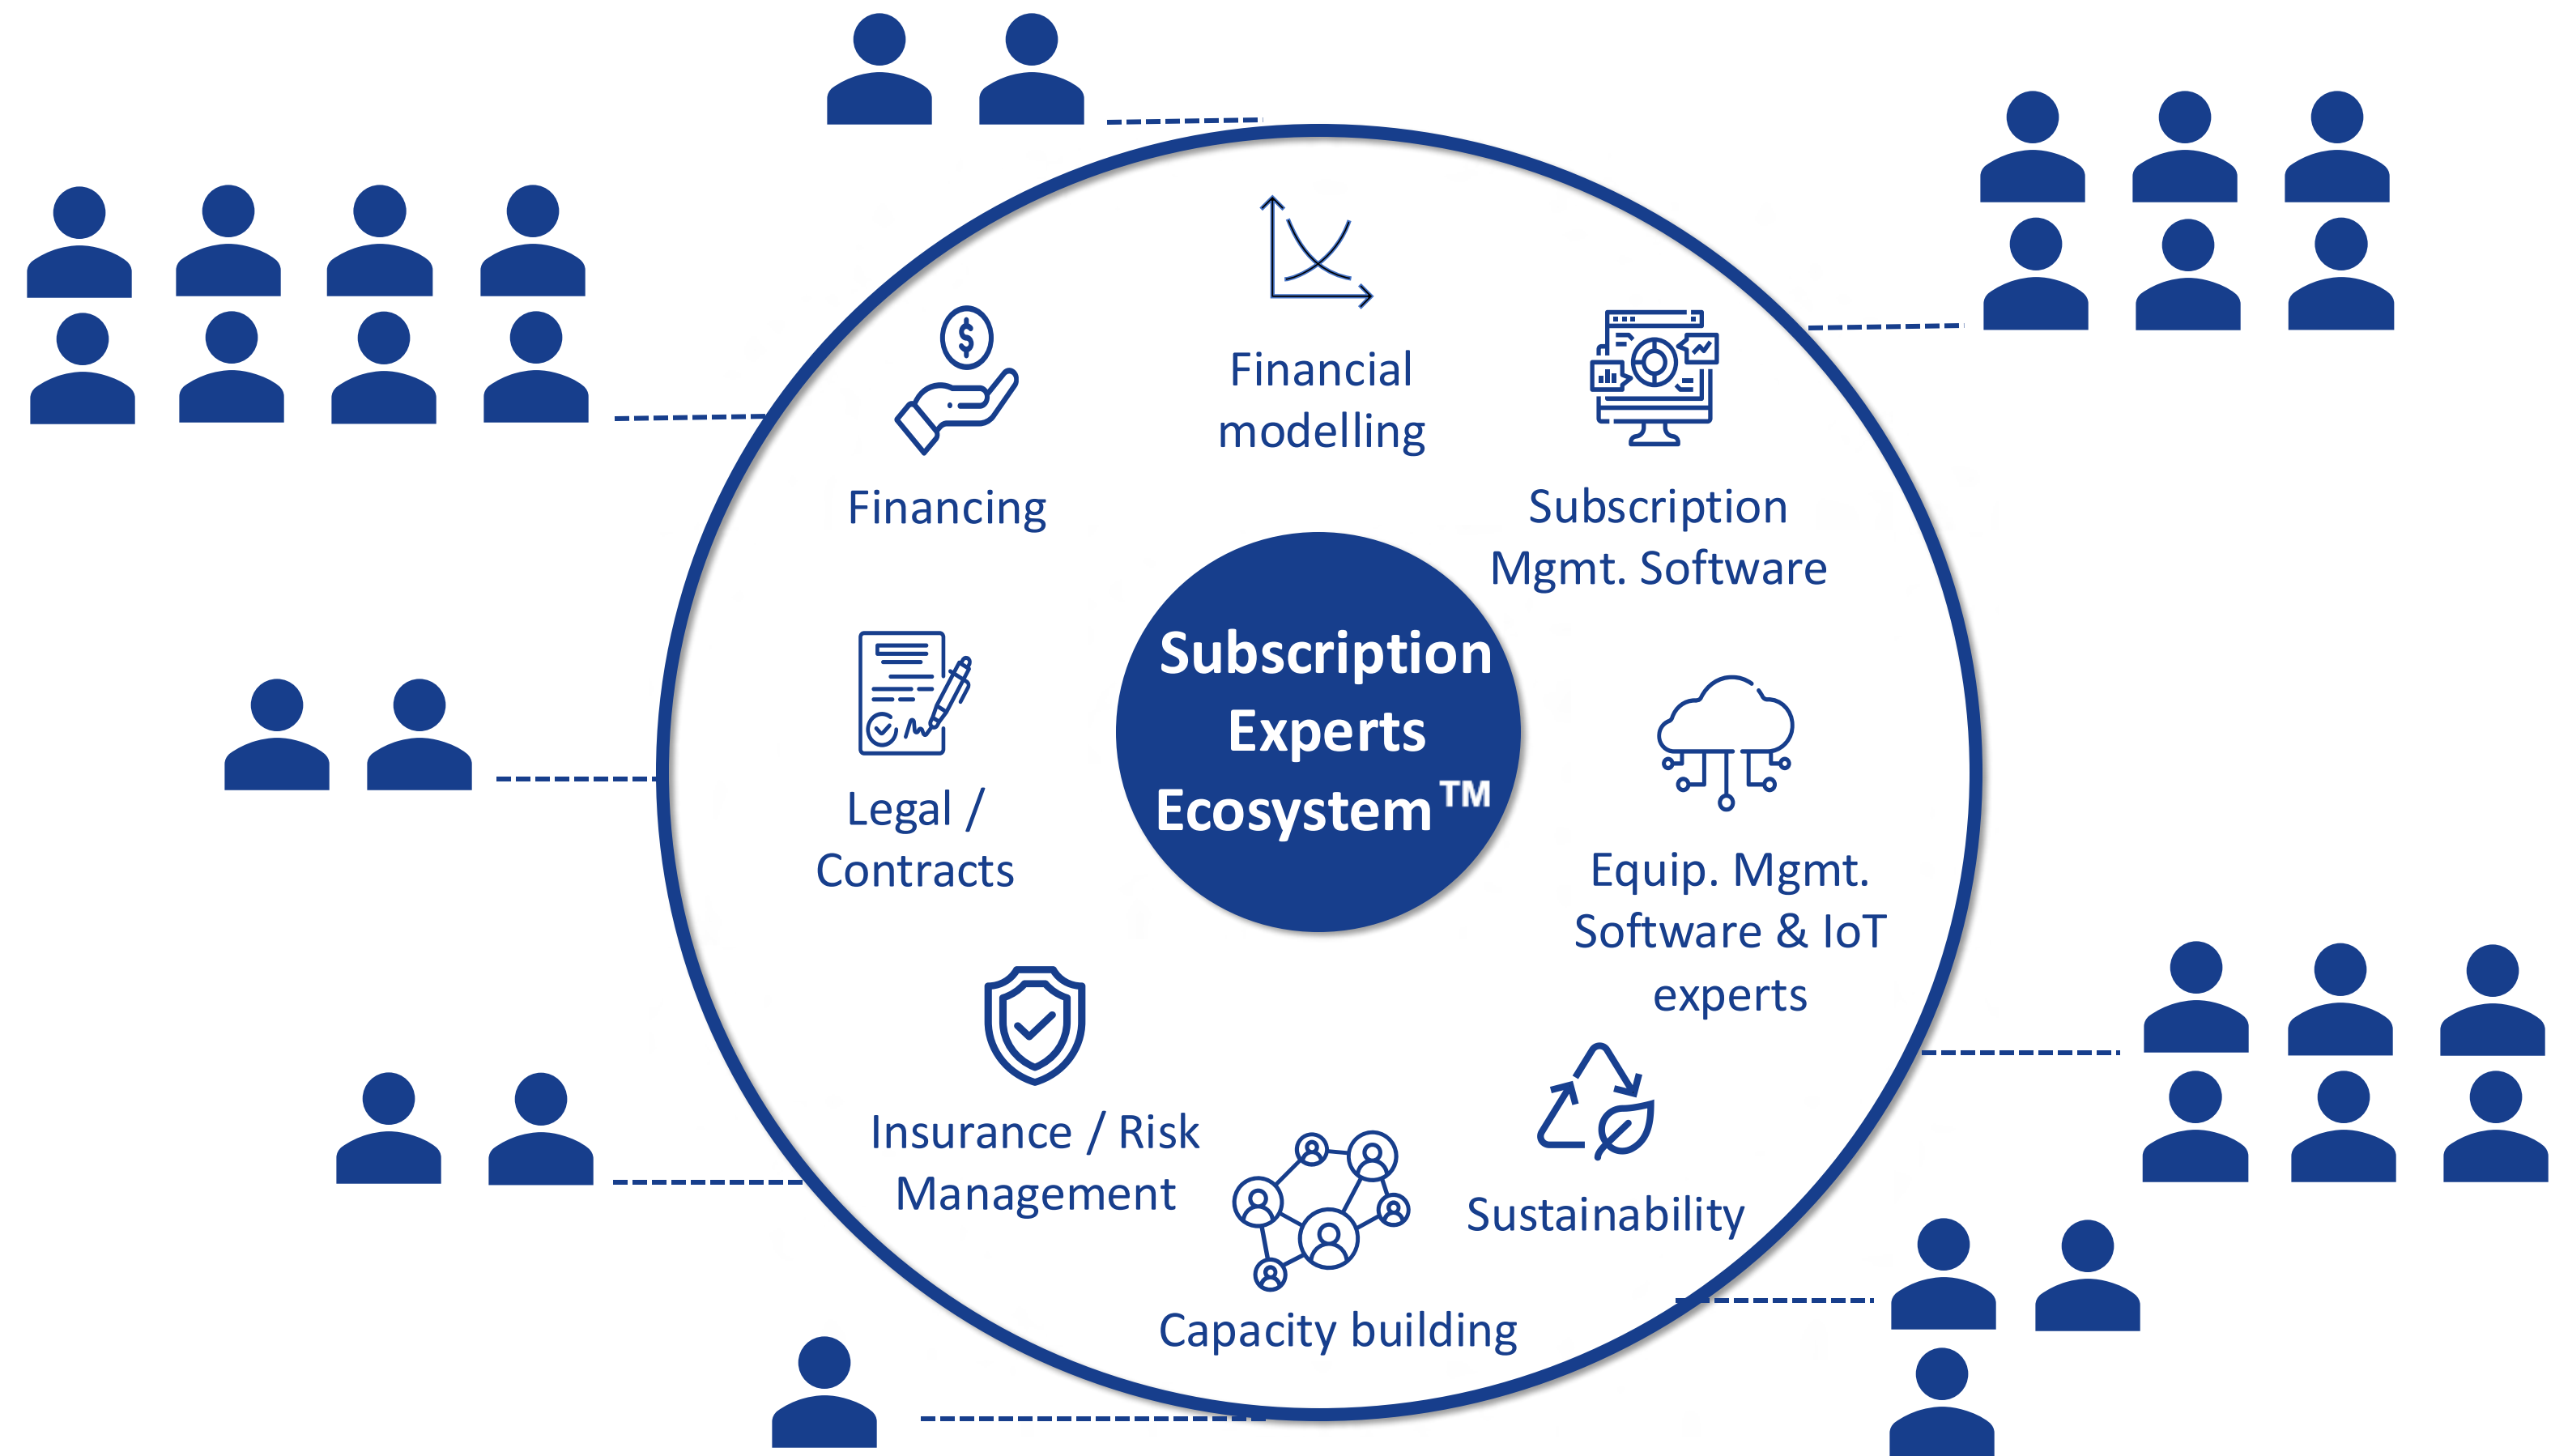 Financial
modelling
Financing
Subscription
Mgmt. Software
Subscription
Experts
Ecosystem™
Legal /
Contracts
Equip. Mgmt.
Software & IoT
experts
Insurance / Risk
Management
Sustainability
Capacity building